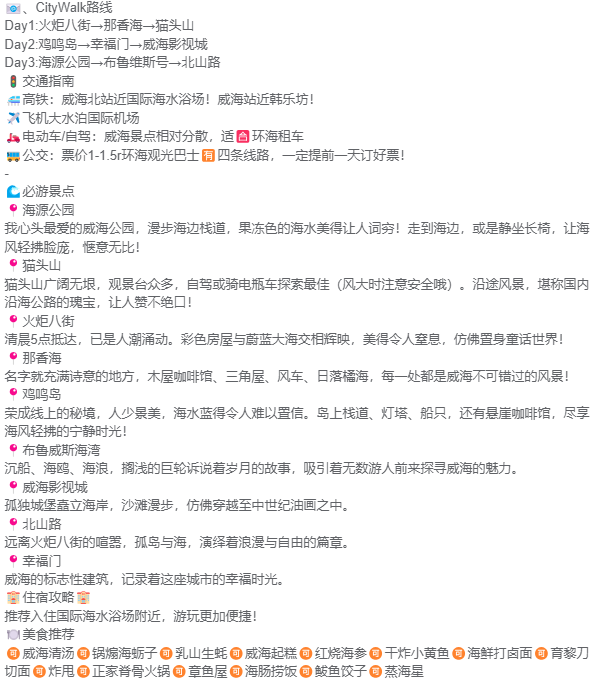 📷、CityWalk路线
Day1:火炬八街→那香海→猫头山
Day2:鸡鸣岛→幸福门→威海影视城
Day3:海源公园→布鲁维斯号→北山路
🚦交通指南
🚄高铁：威海北站近国际海水浴场！威海站近韩乐坊！
✈️飞机大水泊国际机场
🛵电动车/自驾：威海景点相对分散，适🈴环海租车
🚌公交：票价1-1.5r环海观光巴士🈶四条线路，一定提前一天订好票！
-
🌊必游景点
📍海源公园
我心头最爱的威海公园，漫步海边栈道，果冻色的海水美得让人词穷！走到海边，或是静坐长椅，让海
风轻拂脸庞，惬意无比！
📍猫头山
猫头山广阔无垠，观景台众多，自驾或骑电瓶车探索最佳（风大时注意安全哦）。沿途风景，堪称国内
沿海公路的瑰宝，让人赞不绝口！
📍火炬八街
清晨5点抵达，已是人潮涌动。彩色房屋与蔚蓝大海交相辉映，美得令人窒息，仿佛置身童话世界！
📍那香海
名字就充满诗意的地方，木屋咖啡馆、三角屋、风车、日落橘海，每一处都是威海不可错过的风景！
📍鸡鸣岛
荣成线上的秘境，人少景美，海水蓝得令人难以置信。岛上栈道、灯塔、船只，还有悬崖咖啡馆，尽享
海风轻拂的宁静时光！
📍布鲁威斯海湾
沉船、海鸥、海浪，搁浅的巨轮诉说着岁月的故事，吸引着无数游人前来探寻威海的魅力。
📍威海影视城
孤独城堡矗立海岸，沙滩漫步，仿佛穿越至中世纪油画之中。
📍北山路
远离火炬八街的喧嚣，孤岛与海，演绎着浪漫与自由的篇章。
📍幸福门
威海的标志性建筑，记录着这座城市的幸福时光。
🏨住宿攻略🏨
推荐入住国际海水浴场附近，游玩更加便捷！
🍽️美食推荐
🉑威海清汤🉑锅煽海蛎子🉑乳山生蚝🉑威海起糕🉑红烧海参🉑干炸小黄鱼🉑海鲜打卤面🉑育黎刀
切面🉑炸甩🉑正家脊骨火锅🉑章鱼屋🉑海肠捞饭🉑鲅鱼饺子🉑蒸海星